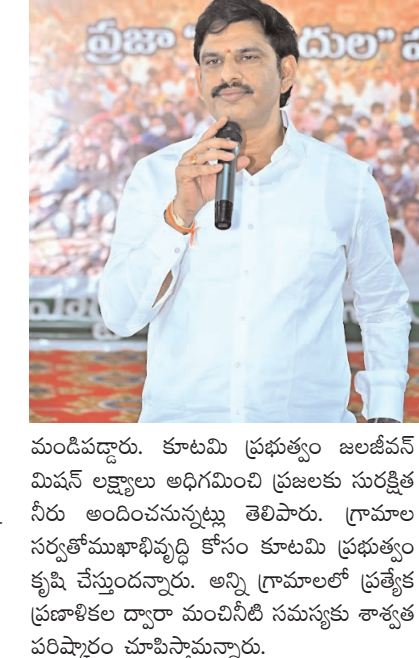 ప్రజా "
దుల"
మండిపడ్డారు. కూటమి ప్రభుత్వం జలజీవన్
మిషన్ లక్ష్యాలు అధిగమించి ప్రజలకు సురక్షిత
నీరు అందించనున్నట్లు తెలిపారు. గ్రామాల
సర్వతోముఖాభివృద్ధి కోసం కూటమి ప్రభుత్వం
కృషి చేస్తుందన్నారు. అన్ని గ్రామాలలో ప్రత్యేక
ప్రణాళికల ద్వారా మంచినీటి సమస్యకు శాశ్వత
పరిష్కారం చూపిస్తామన్నారు.